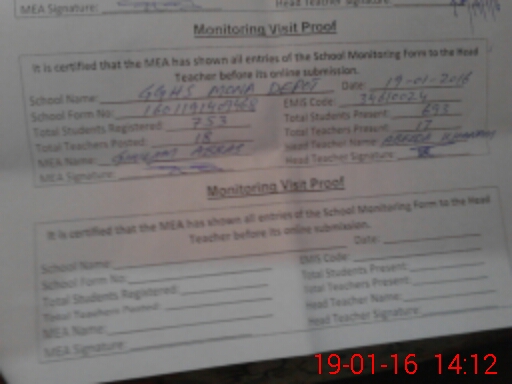 MEA Signature: Head Teacher Signature:
Monitoring Visit Proof
It is certified that the MEA has shown all entries of the School Monitoring Form to the Head
Teacher before its online submission.
School Name: GGHS MONA DEPOT Date: 19-01-2016
School Form No: EMIS Code:
Total Students Registered: 753 Total Students Present: 693
Total Teachers Posted: 18 Total Teachers Present: 17
MEA Name: Head Teacher Name:
MEA Signature: Head Teacher Signature:
Monitoring Visit Proof
It is certified that the MEA has shown all entries of the School Monitoring Form to the Head
Teacher before its online submission.
School Name: Date:
School Form No: EMIS Code:
Total Students Registered: Total Students Present:
Total Teachers Posted: Total Teachers Present:
MEA Name: Head Teacher Name:
MEA Signature: Head Teacher Signature:
19-01-16 14:12